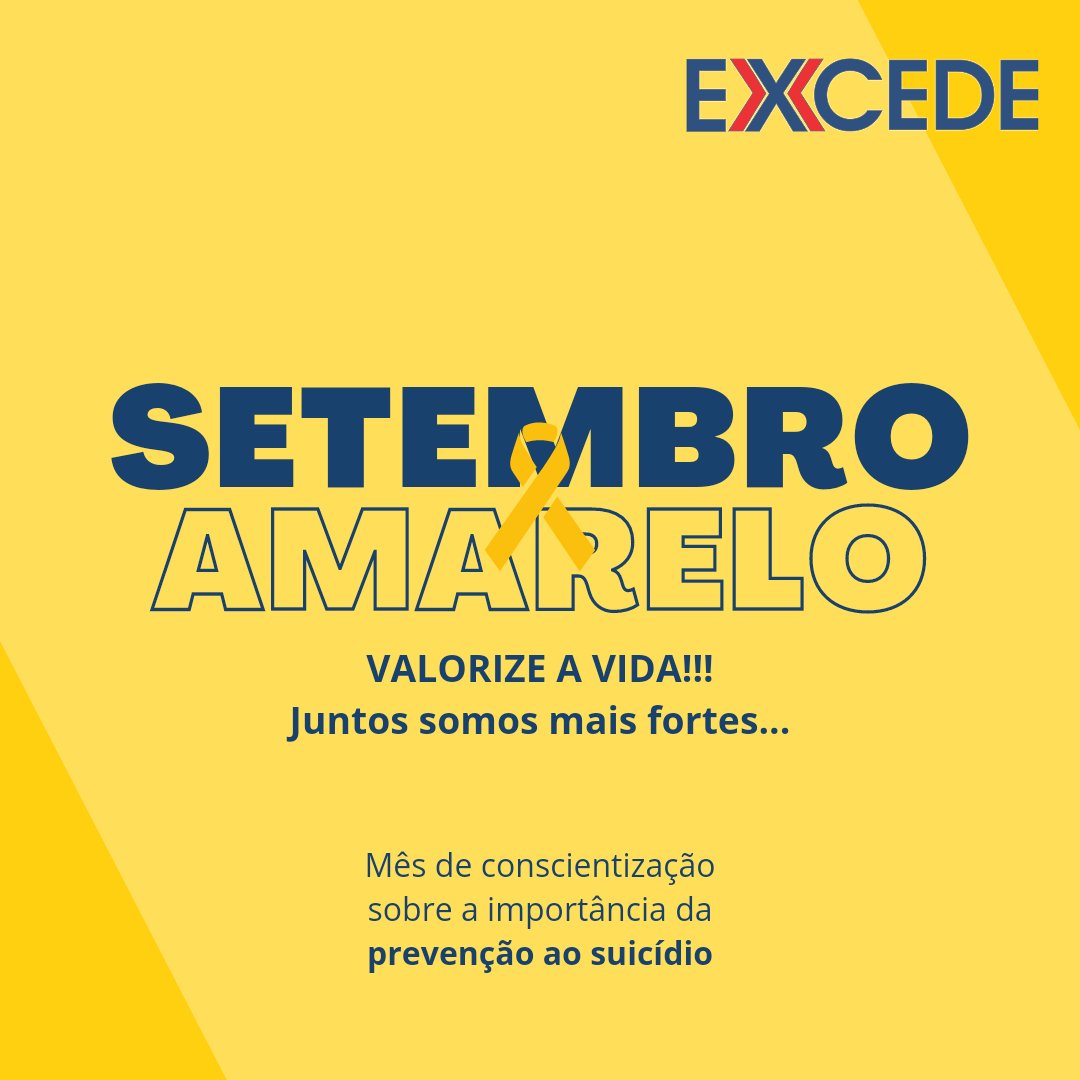 EXCEDE
SETEMBRO
AMARELO
VALORIZE A VIDA!!!
Juntos somos mais fortes...
Mês de conscientização
sobre a importância da
prevenção ao suicídio